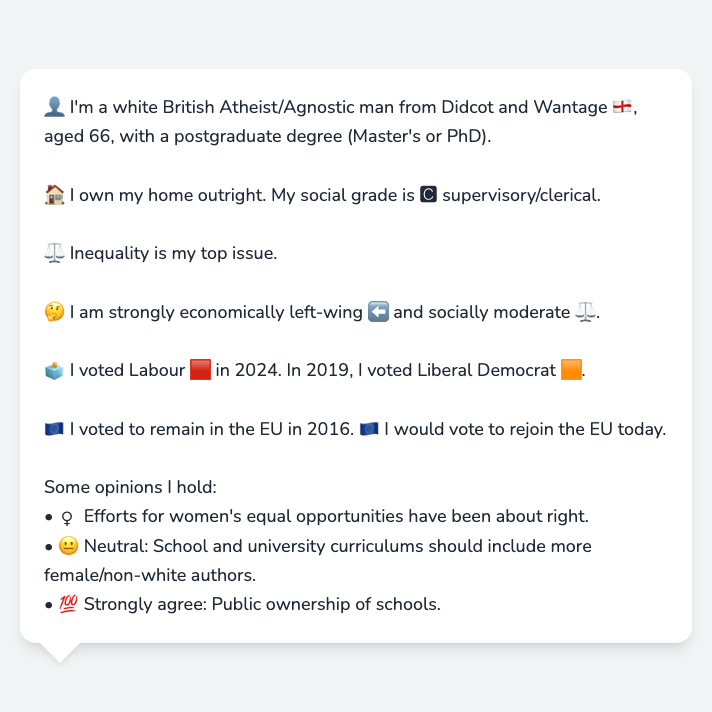 👤 I'm a white British Atheist/Agnostic man from Didcot and Wantage 🏴󠁧󠁢󠁥󠁮󠁧󠁿,
aged 66, with a postgraduate degree (Master's or PhD).
🏠 I own my home outright. My social grade is 🅲 supervisory/clerical.
⚖️ Inequality is my top issue.
🤔 I am strongly economically left-wing ⬅️ and socially moderate ⚖️.
🗳️ I voted Labour 🟥 in 2024. In 2019, I voted Liberal Democrat 🟧.
🇪🇺 I voted to remain in the EU in 2016. 🇪🇺 I would vote to rejoin the EU today.
Some opinions I hold:
• ♀ Efforts for women's equal opportunities have been about right.
• 😐 Neutral: School and university curriculums should include more
female/non-white authors.
• 💯 Strongly agree: Public ownership of schools.